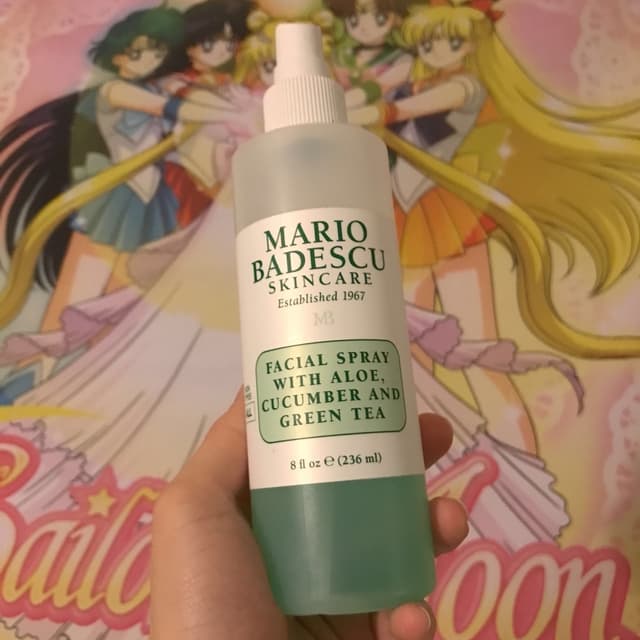 MARIO
BADESCU
SKINCARE
Established 1967
MB
FACIAL SPRAY
WITH ALOE,
CUCUMBER AND
GREEN TEA
8 fl oz ℮ (236 ml)